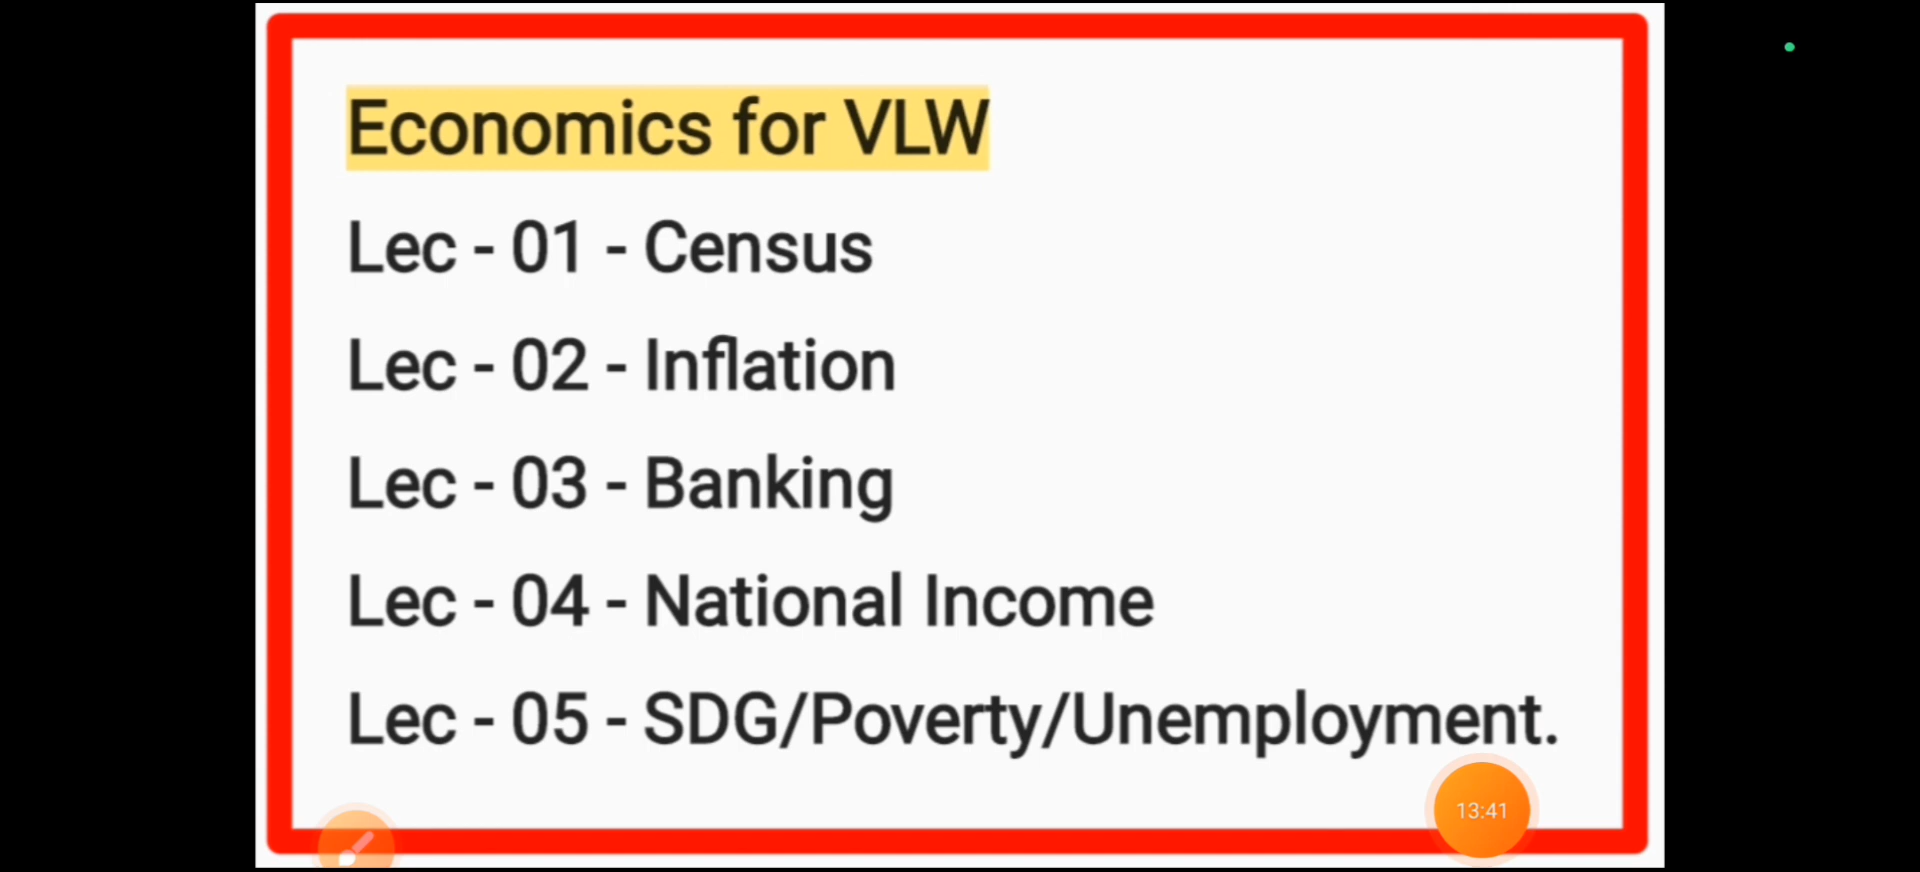 Economics for VLW
Lec - 01 - Census
Lec - 02 - Inflation
Lec - 03 - Banking
Lec - 04 - National Income
Lec - 05 - SDG/Poverty/Unemployment.
13:41